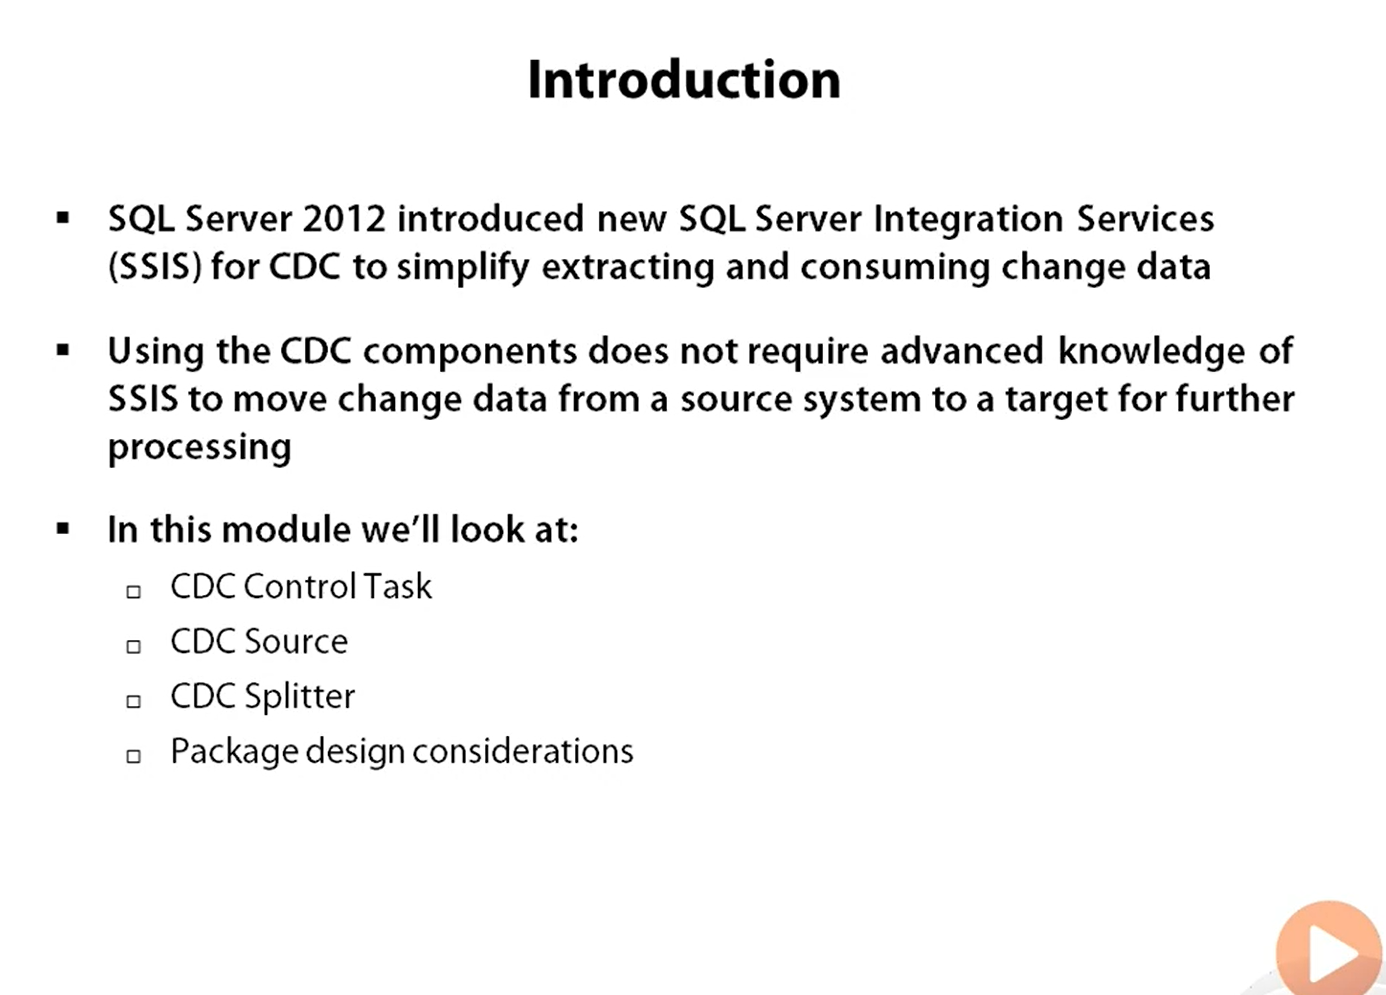 Introduction
SQL Server 2012 introduced new SQL Server Integration Services
(SSIS) for CDC to simplify extracting and consuming change data
Using the CDC components does not require advanced knowledge of
SSIS to move change data from a source system to a target for further
processing
In this module we’ll look at:
CDC Control Task
CDC Source
CDC Splitter
Package design considerations